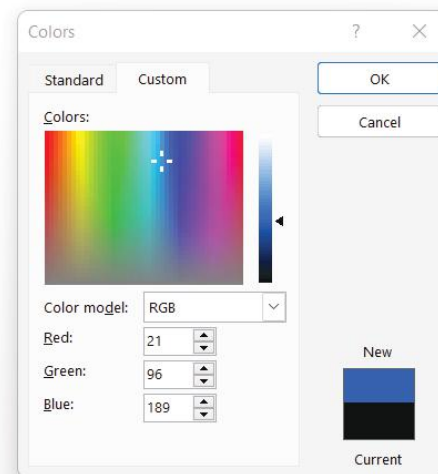 Colors ? ×
Standard Custom OK
Colors: Cancel
Color model: RGB
Red: 21
Green: 96
Blue: 189
New
Current